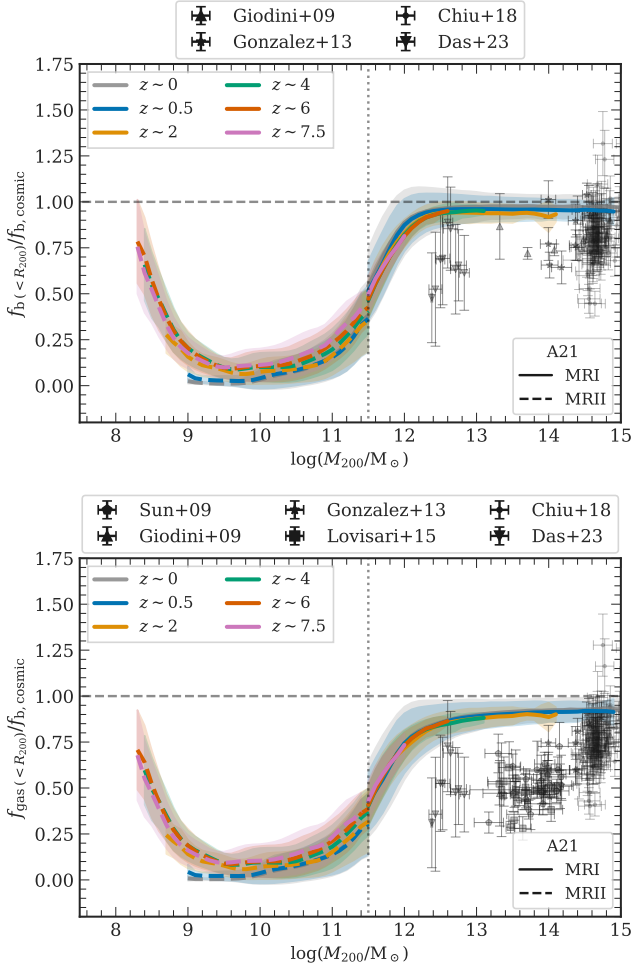 Giodini+09 Chiu+18
Gonzalez+13 Das+23
1.75
1.50
1.25
1.00
0.75
0.50
0.25
0.00
f_b(<R_200)/f_b, cosmic
z ~ 0 z ~ 4
z ~ 0.5 z ~ 6
z ~ 2 z ~ 7.5
A21
MRI
MRII
8 9 10 11 12 13 14 15
log(M_200/M_⊙)
Sun+09 Gonzalez+13 Chiu+18
Giodini+09 Lovisari+15 Das+23
1.75
1.50
1.25
1.00
0.75
0.50
0.25
0.00
f_gas(<R_200)/f_b, cosmic
z ~ 0 z ~ 4
z ~ 0.5 z ~ 6
z ~ 2 z ~ 7.5
A21
MRI
MRII
8 9 10 11 12 13 14 15
log(M_200/M_⊙)